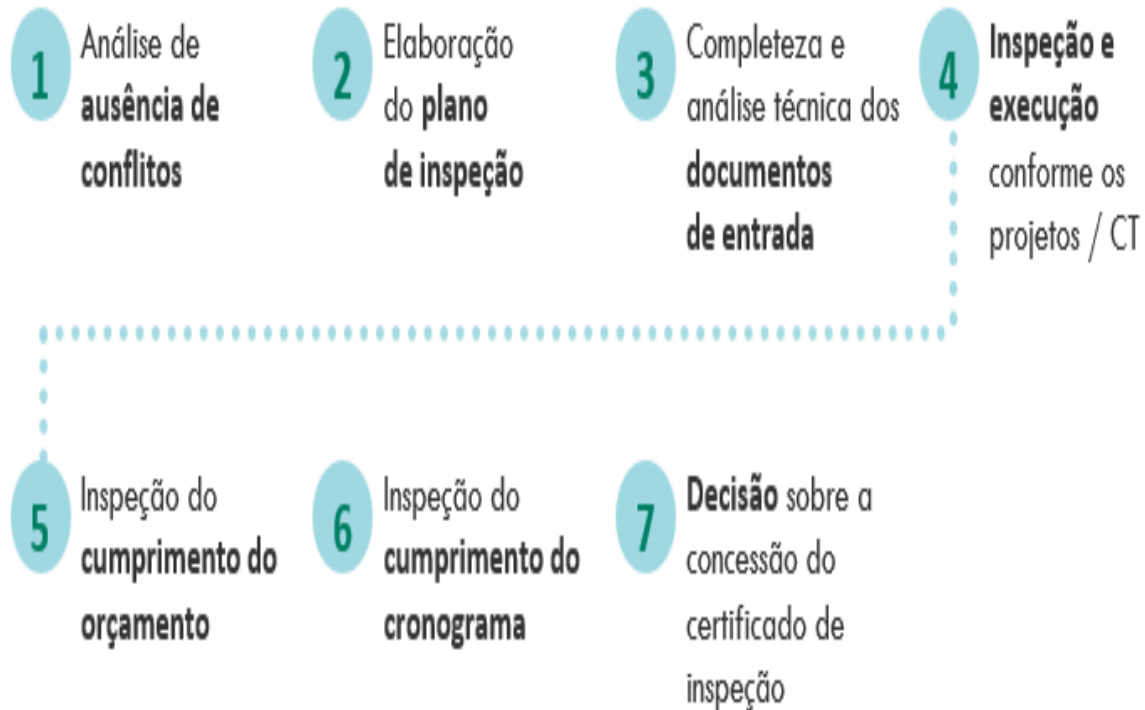 1
Análise de
ausência de
conflitos
2
Elaboração
do plano
de inspeção
3
Completeza e
análise técnica dos
documentos
de entrada
4
Inspeção e
execução
conforme os
projetos / CT
5
Inspeção do
cumprimento do
orçamento
6
Inspeção do
cumprimento do
cronograma
7
Decisão sobre a
concessão do
certificado de
inspeção